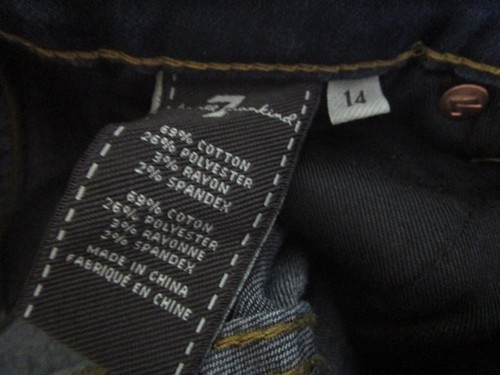 7
for all mankind
14
69% COTTON
26% POLYESTER
3% RAYON
2% SPANDEX
69% COTON
26% POLYESTER
3% RAYONNE
2% SPANDEX
MADE IN CHINA
FABRIQUÉ EN CHINE